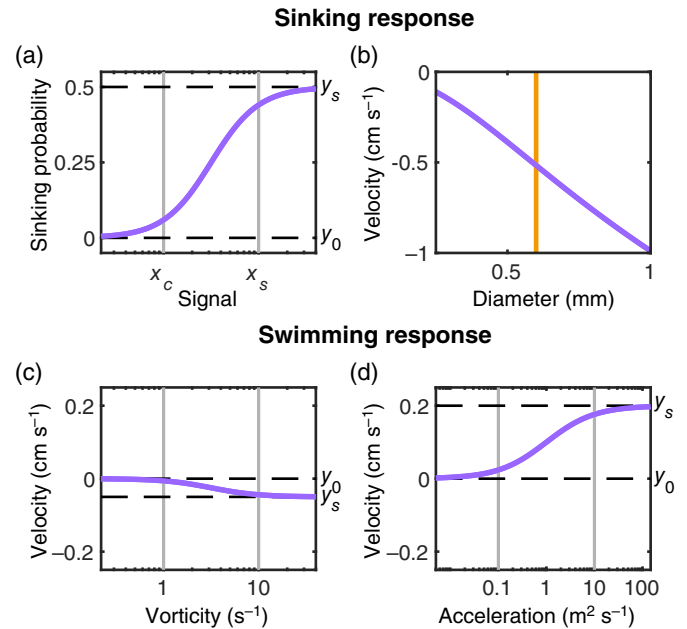 Sinking response
(a)
(b)
Sinking probability
0.5
0.25
0
y_s
y_0
x_c
x_s
Signal
Velocity (cm s⁻¹)
0
-0.5
−1
0.5
1
Diameter (mm)
Swimming response
(c)
(d)
Velocity (cm s⁻¹)
0.2
0
−0.2
y_0
y_s
1
10
Vorticity (s⁻¹)
Velocity (cm s⁻¹)
0.2
0
−0.2
y_s
y_0
0.1
1
10
100
Acceleration (m² s⁻¹)